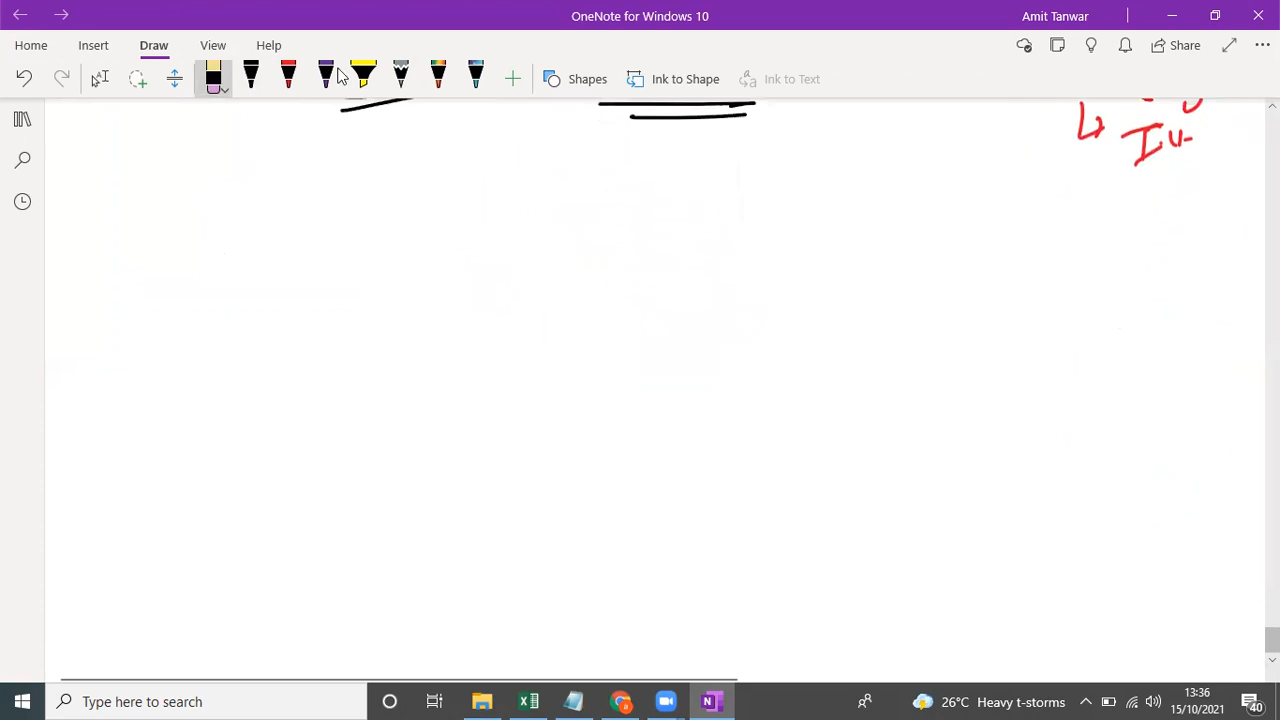 OneNote for Windows 10
Amit Tanwar
Home Insert Draw View Help
Share
Shapes Ink to Shape Ink to Text
Type here to search
26°C Heavy t-storms
13:36
15/10/2021
40